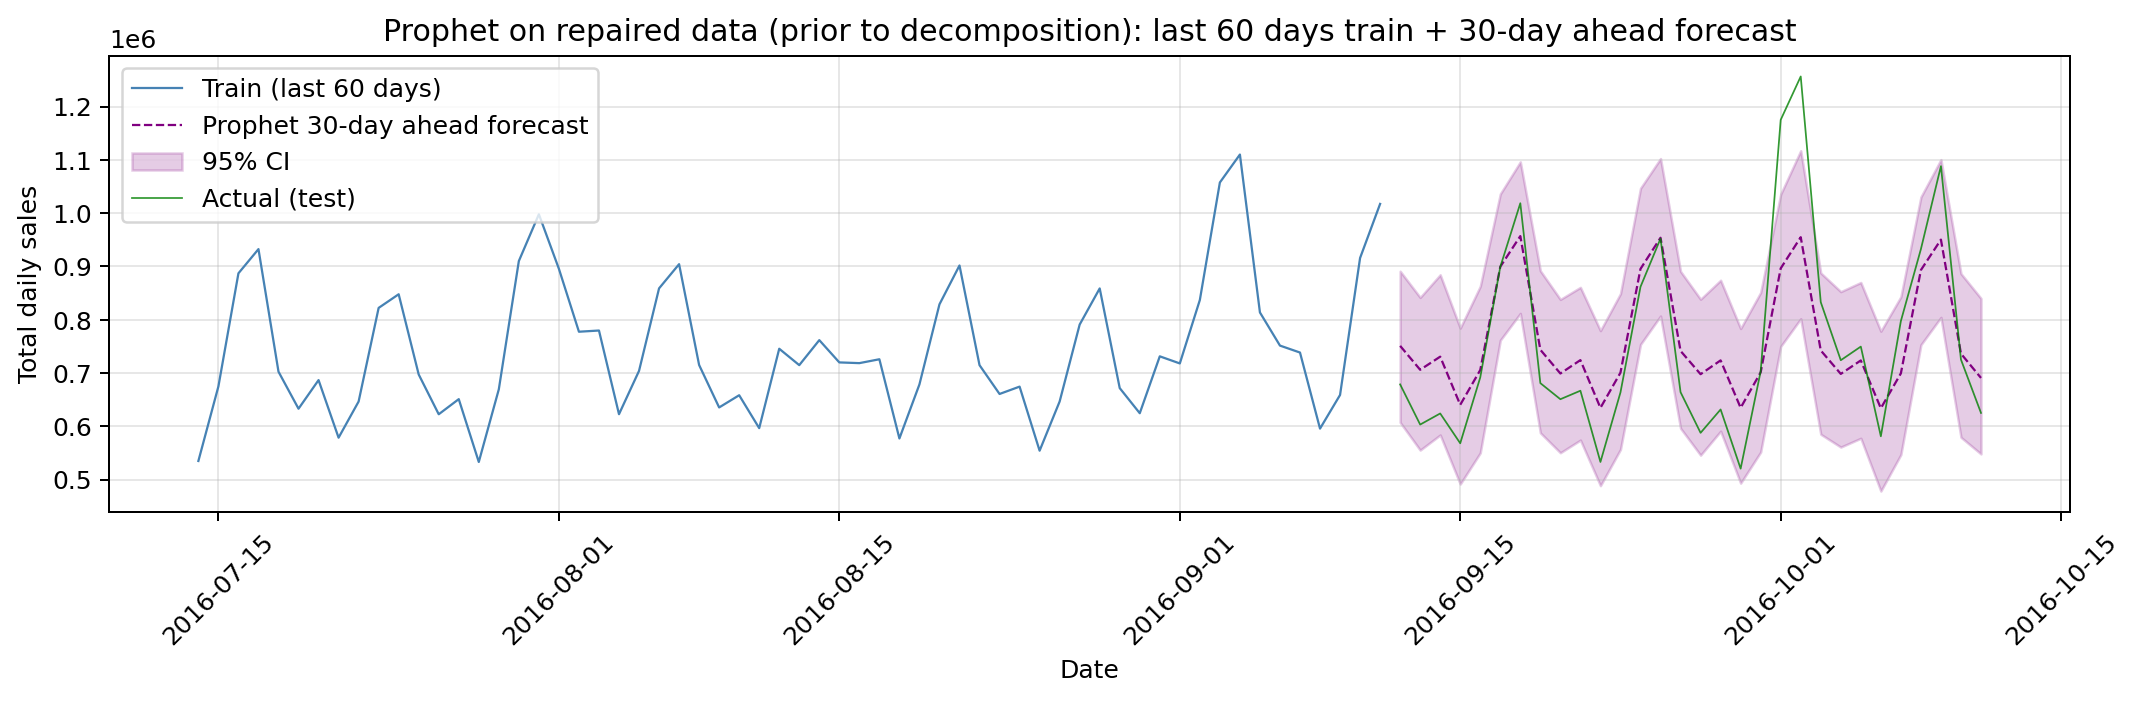 Prophet on repaired data (prior to decomposition): last 60 days train + 30-day ahead forecast
1e6
Train (last 60 days)
Prophet 30-day ahead forecast
95% CI
Actual (test)
Total daily sales
1.2
1.1
1.0
0.9
0.8
0.7
0.6
0.5
2016-07-15
2016-08-01
2016-08-15
2016-09-01
2016-09-15
2016-10-01
2016-10-15
Date